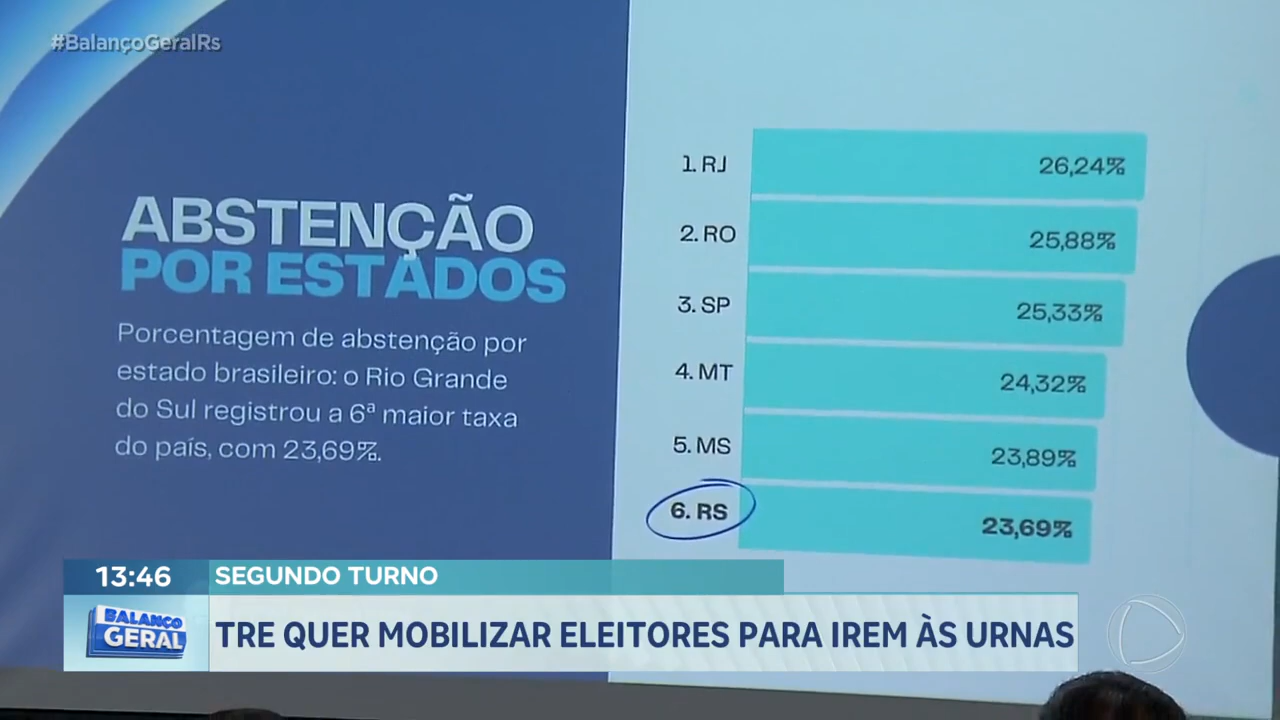 #BalançoGeralRs
ABSTENÇÃO
POR ESTADOS
Porcentagem de abstenção por
estado brasileiro: o Rio Grande
do Sul registrou a 6ª maior taxa
do país, com 23,69%.
1. RJ 26,24%
2. RO 25,88%
3. SP 25,33%
4. MT 24,32%
5. MS 23,89%
6. RS 23,69%
13:46 SEGUNDO TURNO
BALANÇO
GERAL
TRE QUER MOBILIZAR ELEITORES PARA IREM ÀS URNAS